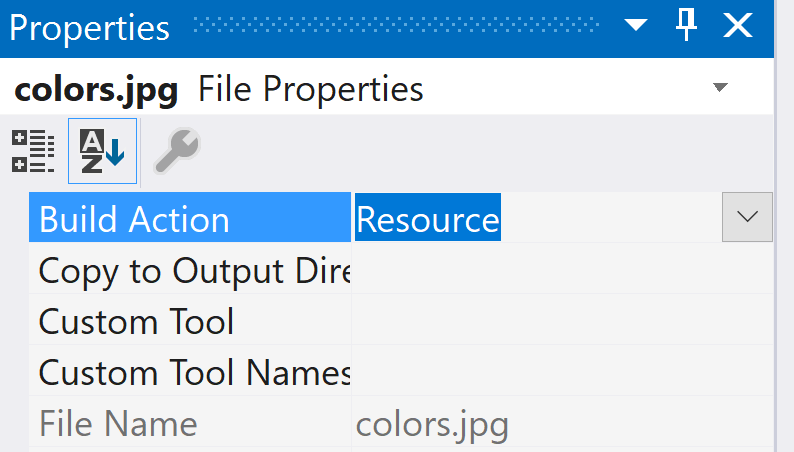 Properties
colors.jpg File Properties
AZ
Build Action Resource
Copy to Output Dire
Custom Tool
Custom Tool Names
File Name colors.jpg